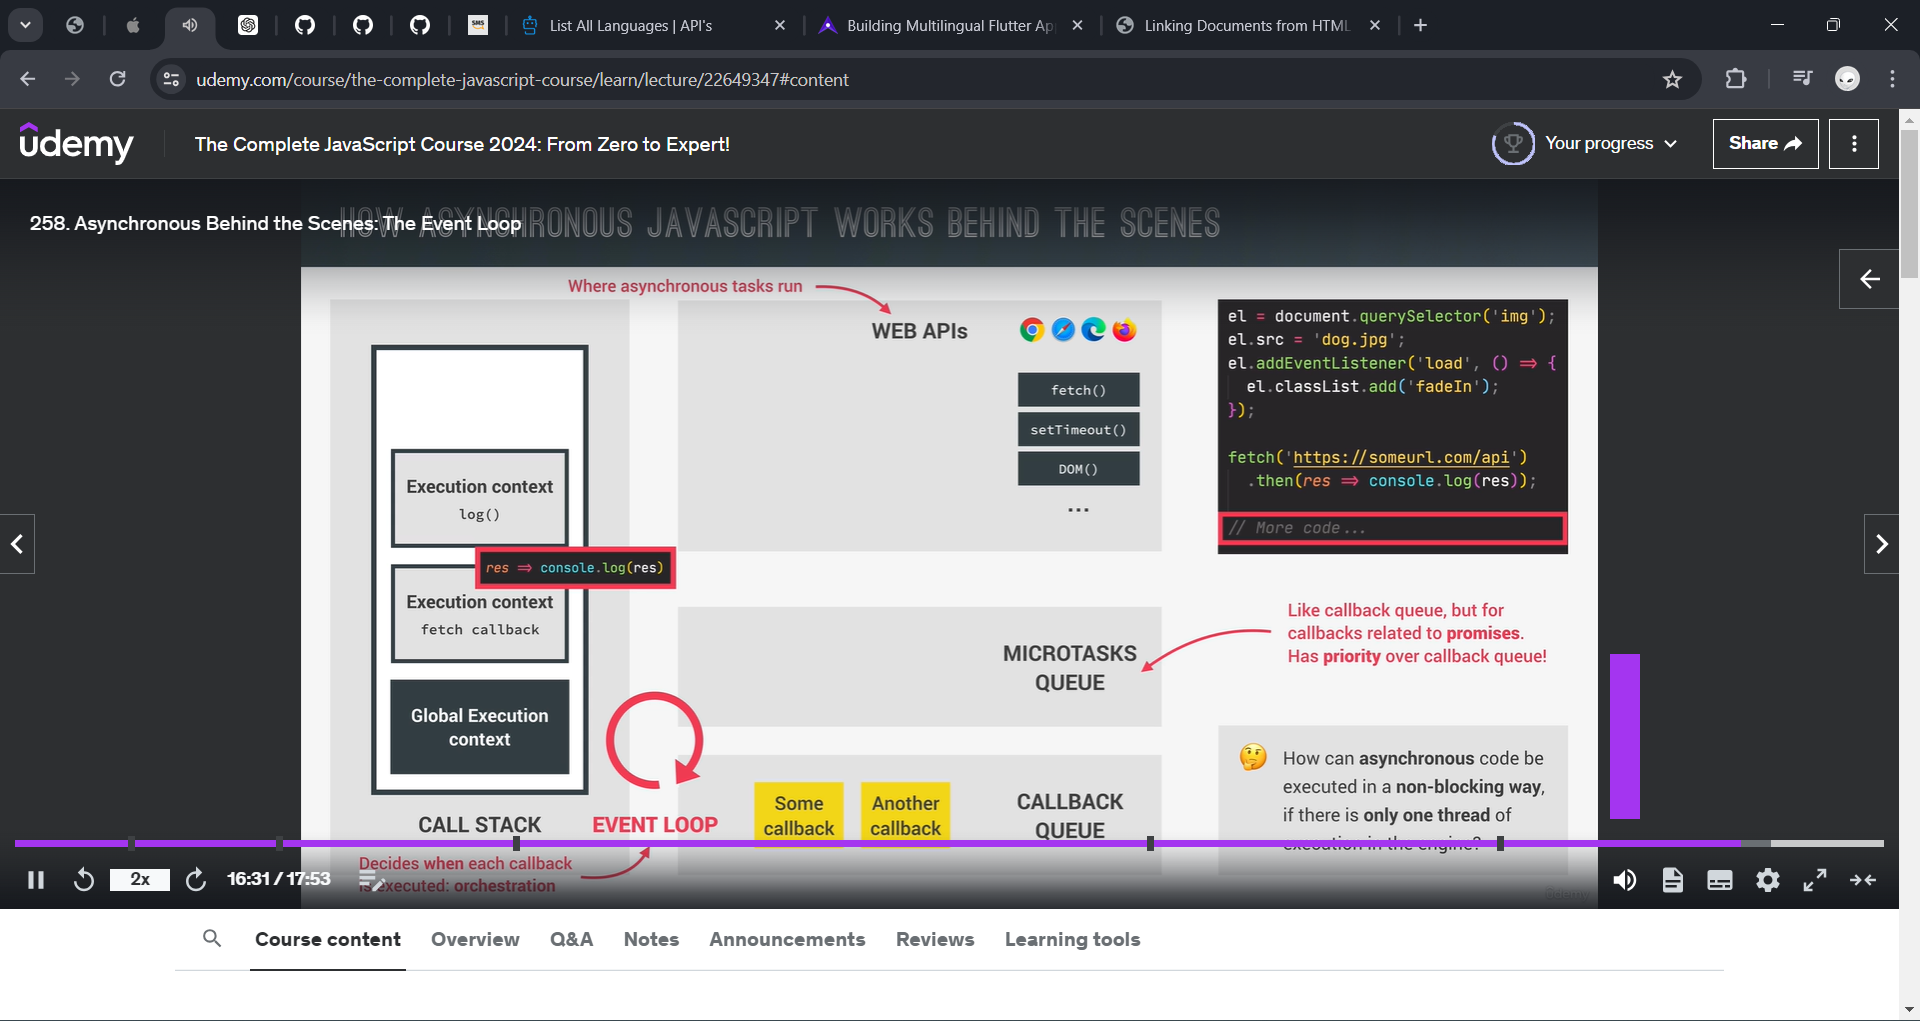 SMS
List All Languages | API's
Building Multilingual Flutter Ap
Linking Documents from HTML
udemy.com/course/the-complete-javascript-course/learn/lecture/22649347#content
ûdemy
The Complete JavaScript Course 2024: From Zero to Expert!
Your progress
Share
258. Asynchronous Behind the Scenes: The Event Loop
HOW ASYNCHRONOUS JAVASCRIPT WORKS BEHIND THE SCENES
Where asynchronous tasks run
WEB APIs
fetch()
setTimeout()
DOM()
...
el = document.querySelector('img');
el.src = 'dog.jpg';
el.addEventListener('load', () => {
el.classList.add('fadeIn');
});
fetch('https://someurl.com/api')
.then(res => console.log(res));
// More code...
Execution context
log()
res => console.log(res)
Execution context
fetch callback
Global Execution
context
CALL STACK
EVENT LOOP
Decides when each callback
is executed: orchestration
MICROTASKS
QUEUE
Like callback queue, but for
callbacks related to promises.
Has priority over callback queue!
Some
callback
Another
callback
CALLBACK
QUEUE
How can asynchronous code be
executed in a non-blocking way,
if there is only one thread of
execution in the engine?
2x
16:31 / 17:53
Course content
Overview
Q&A
Notes
Announcements
Reviews
Learning tools